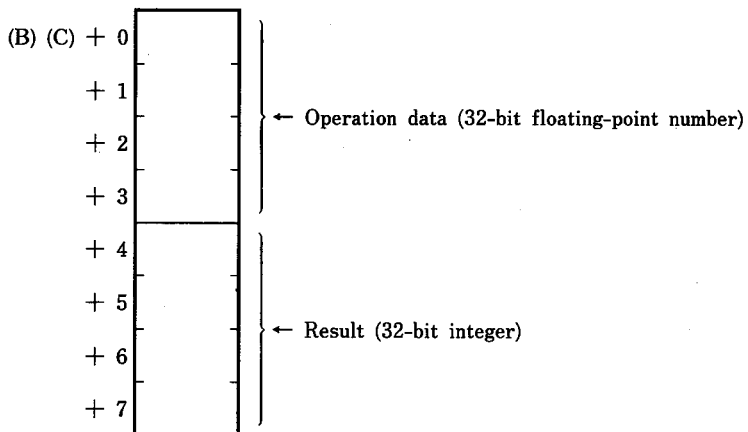 (B) (C) + 0
+ 1
← Operation data (32-bit floating-point number)
+ 2
+ 3
+ 4
+ 5
← Result (32-bit integer)
+ 6
+ 7